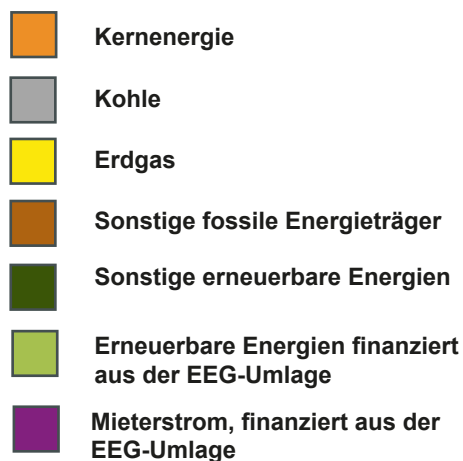 Kernenergie
Kohle
Erdgas
Sonstige fossile Energieträger
Sonstige erneuerbare Energien
Erneuerbare Energien finanziert
aus der EEG-Umlage
Mieterstrom, finanziert aus der
EEG-Umlage